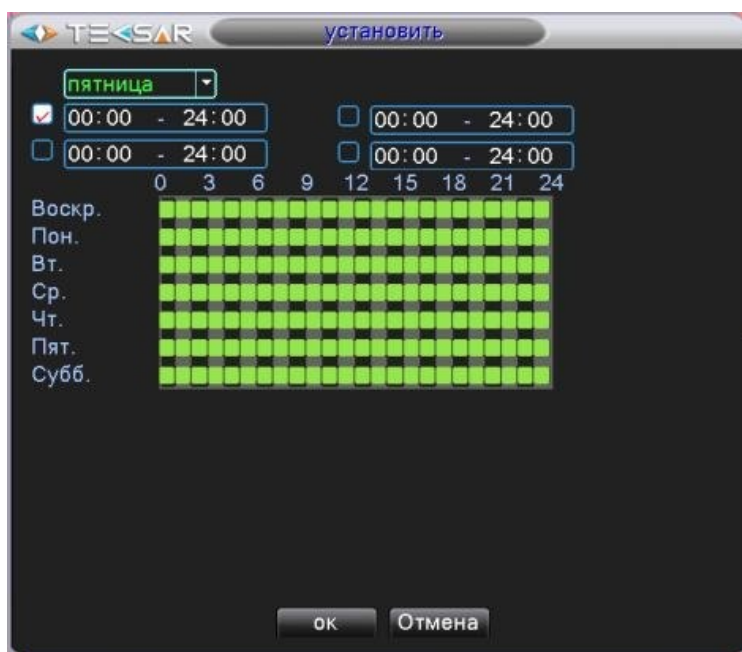 TEKSAR установить
пятница
00:00 - 24:00 00:00 - 24:00
00:00 - 24:00 00:00 - 24:00
0 3 6 9 12 15 18 21 24
Воскр.
Пон.
Вт.
Ср.
Чт.
Пят.
Субб.
ок Отмена